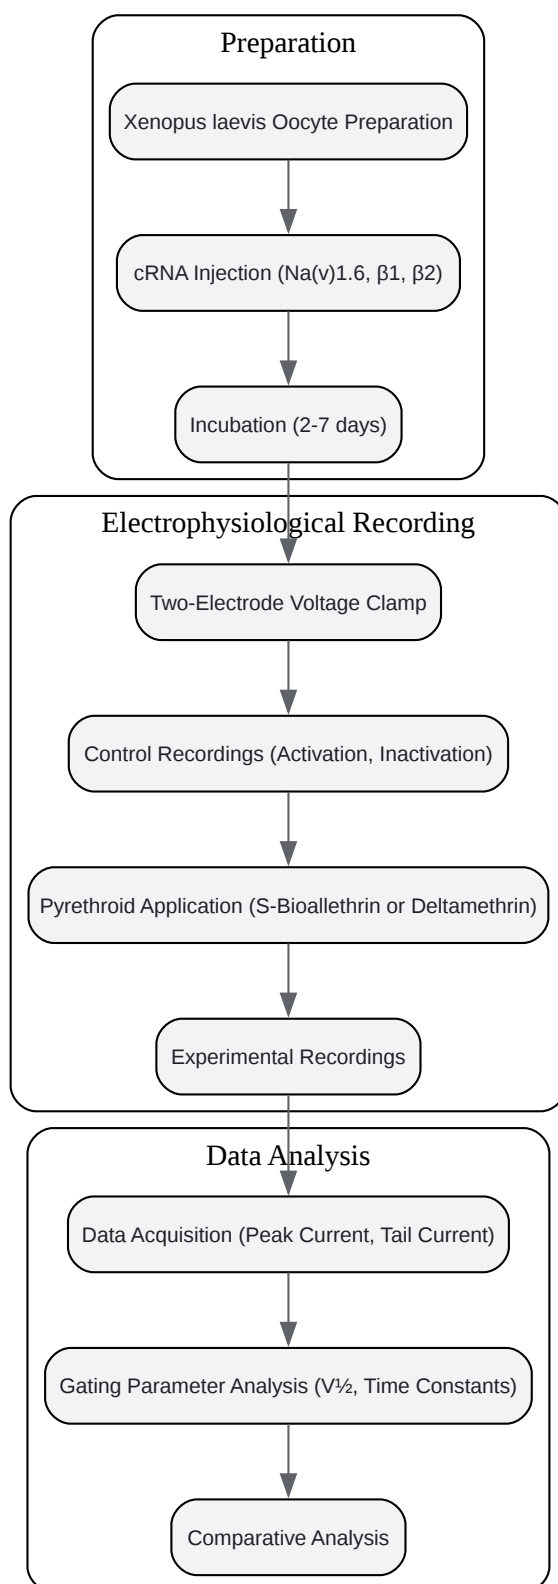 Preparation
Xenopus laevis Oocyte Preparation
cRNA Injection (Na(v)1.6, β1, β2)
Incubation (2-7 days)
Electrophysiological Recording
Two-Electrode Voltage Clamp
Control Recordings (Activation, Inactivation)
Pyrethroid Application (S-Bioallethrin or Deltamethrin)
Experimental Recordings
Data Analysis
Data Acquisition (Peak Current, Tail Current)
Gating Parameter Analysis (V½, Time Constants)
Comparative Analysis